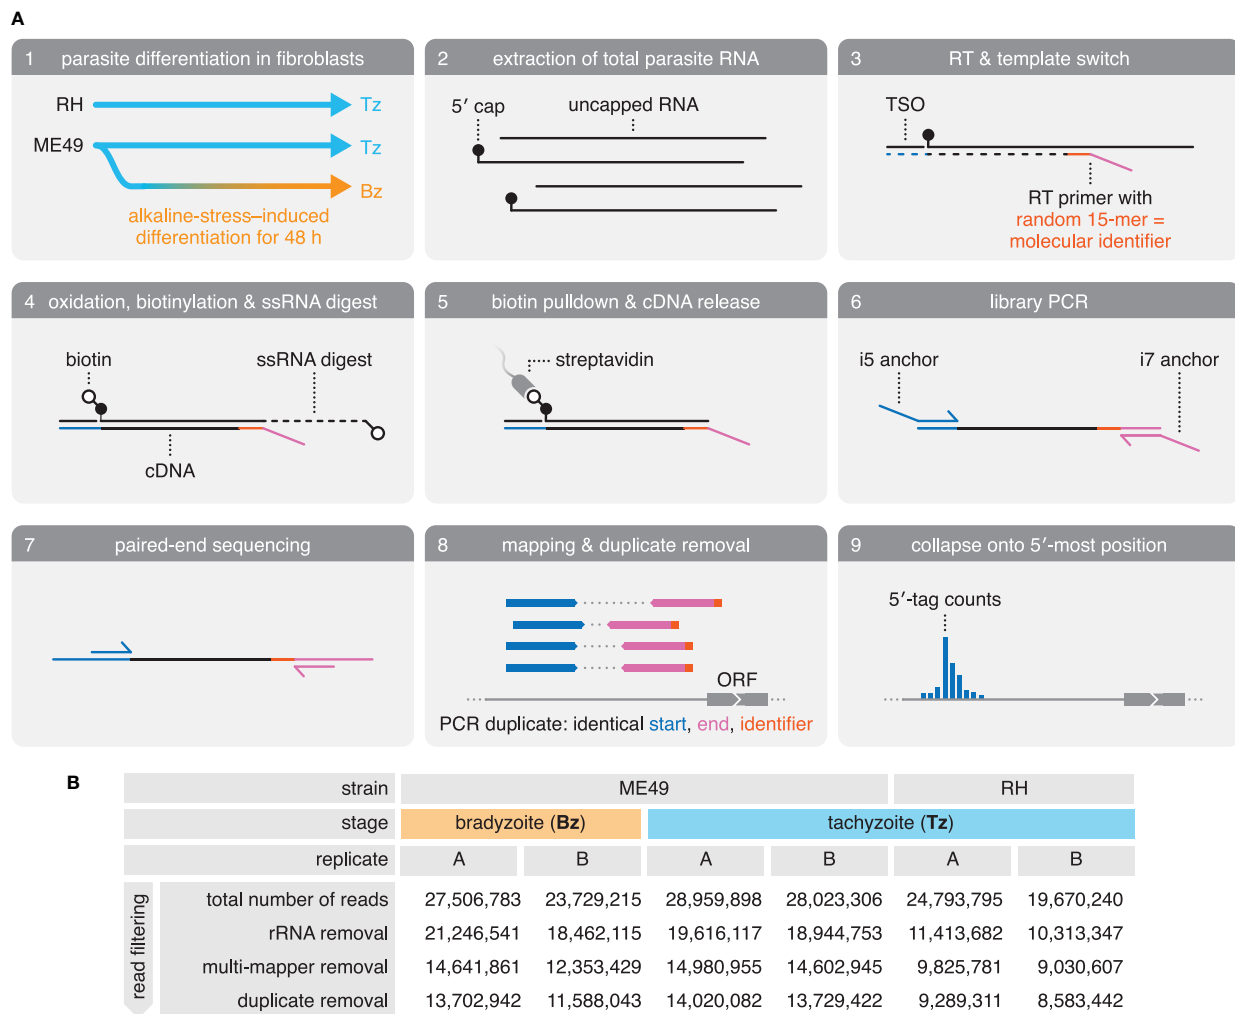 A
1 parasite differentiation in fibroblasts
RH
Tz
ME49
Tz
Bz
alkaline-stress–induced
differentiation for 48 h
2 extraction of total parasite RNA
5′ cap
uncapped RNA
3 RT & template switch
TSO
RT primer with
random 15-mer =
molecular identifier
4 oxidation, biotinylation & ssRNA digest
biotin
ssRNA digest
cDNA
5 biotin pulldown & cDNA release
streptavidin
6 library PCR
i5 anchor
i7 anchor
7 paired-end sequencing
8 mapping & duplicate removal
ORF
PCR duplicate: identical start, end, identifier
9 collapse onto 5′-most position
5′-tag counts
B
strain ME49 RH
stage bradyzoite (Bz) tachyzoite (Tz)
replicate A B A B A B
read filtering
total number of reads 27,506,783 23,729,215 28,959,898 28,023,306 24,793,795 19,670,240
rRNA removal 21,246,541 18,462,115 19,616,117 18,944,753 11,413,682 10,313,347
multi-mapper removal 14,641,861 12,353,429 14,980,955 14,602,945 9,825,781 9,030,607
duplicate removal 13,702,942 11,588,043 14,020,082 13,729,422 9,289,311 8,583,442